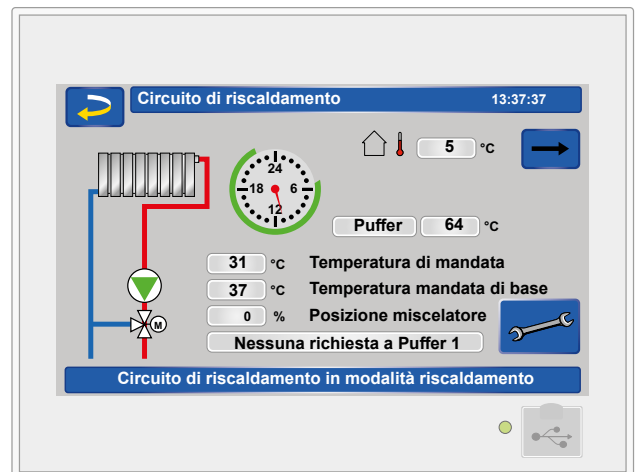 Circuito di riscaldamento 13:37:37
5 °C
24
18 6
12
Puffer 64 °C
31 °C Temperatura di mandata
37 °C Temperatura mandata di base
0 % Posizione miscelatore
M
Nessuna richiesta a Puffer 1
Circuito di riscaldamento in modalità riscaldamento